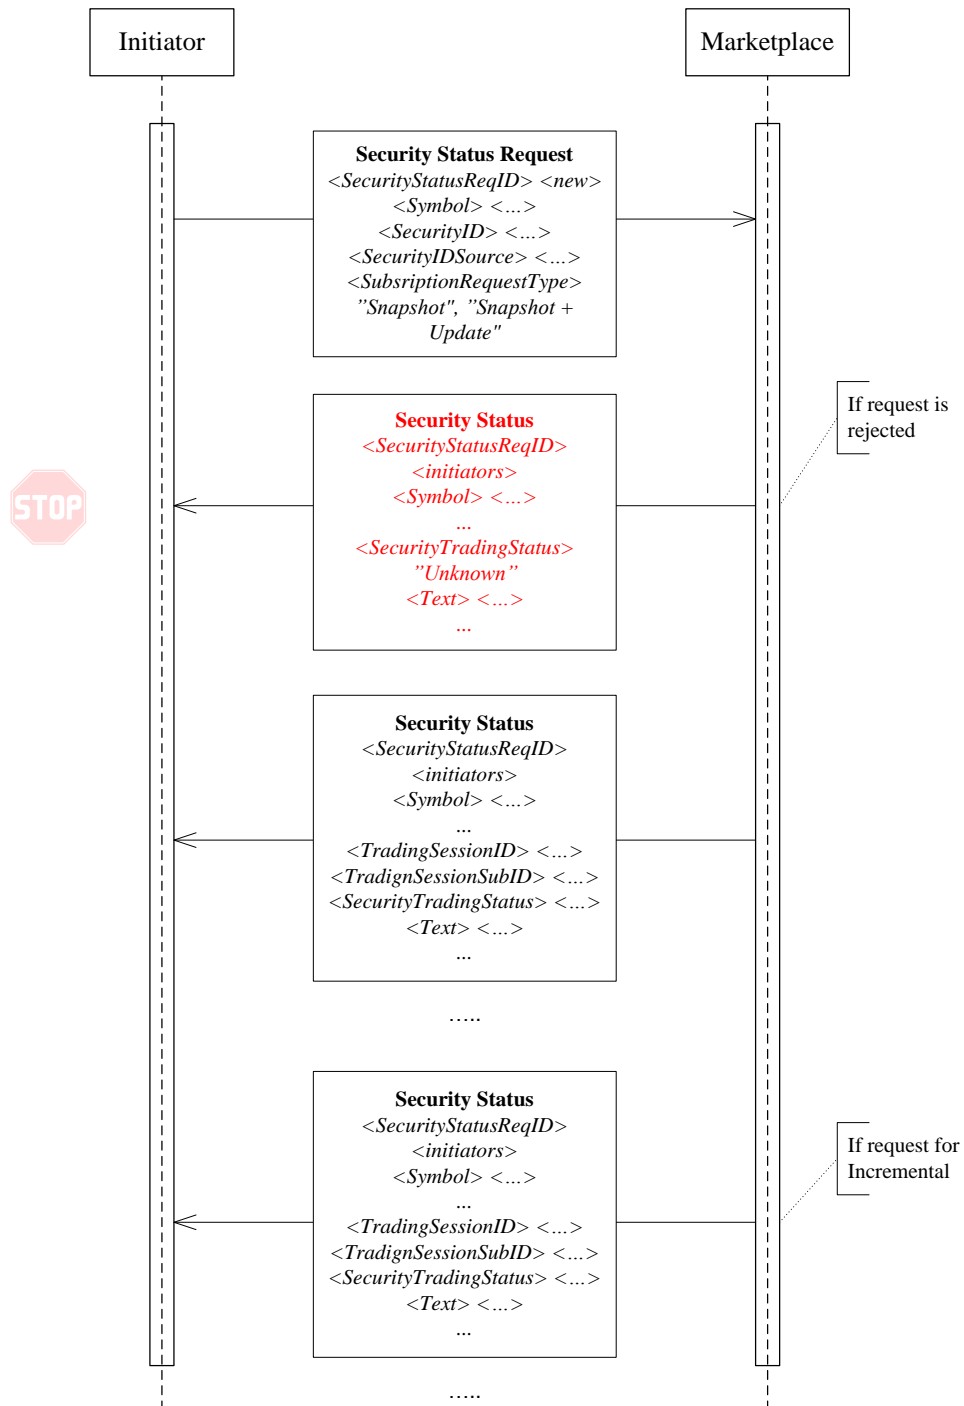 Initiator
Marketplace
Security Status Request
<SecurityStatusReqID> <new>
<Symbol> <...>
<SecurityID> <...>
<SecurityIDSource> <...>
<SubsriptionRequestType>
”Snapshot", ”Snapshot +
Update"
If request is
rejected
Security Status
<SecurityStatusReqID>
<initiators>
<Symbol> <...>
...
<SecurityTradingStatus>
”Unknown”
<Text> <...>
...
STOP
Security Status
<SecurityStatusReqID>
<initiators>
<Symbol> <...>
...
<TradingSessionID> <...>
<TradignSessionSubID> <...>
<SecurityTradingStatus> <...>
<Text> <...>
...
.....
Security Status
<SecurityStatusReqID>
<initiators>
<Symbol> <...>
...
<TradingSessionID> <...>
<TradignSessionSubID> <...>
<SecurityTradingStatus> <...>
<Text> <...>
...
If request for
Incremental
.....